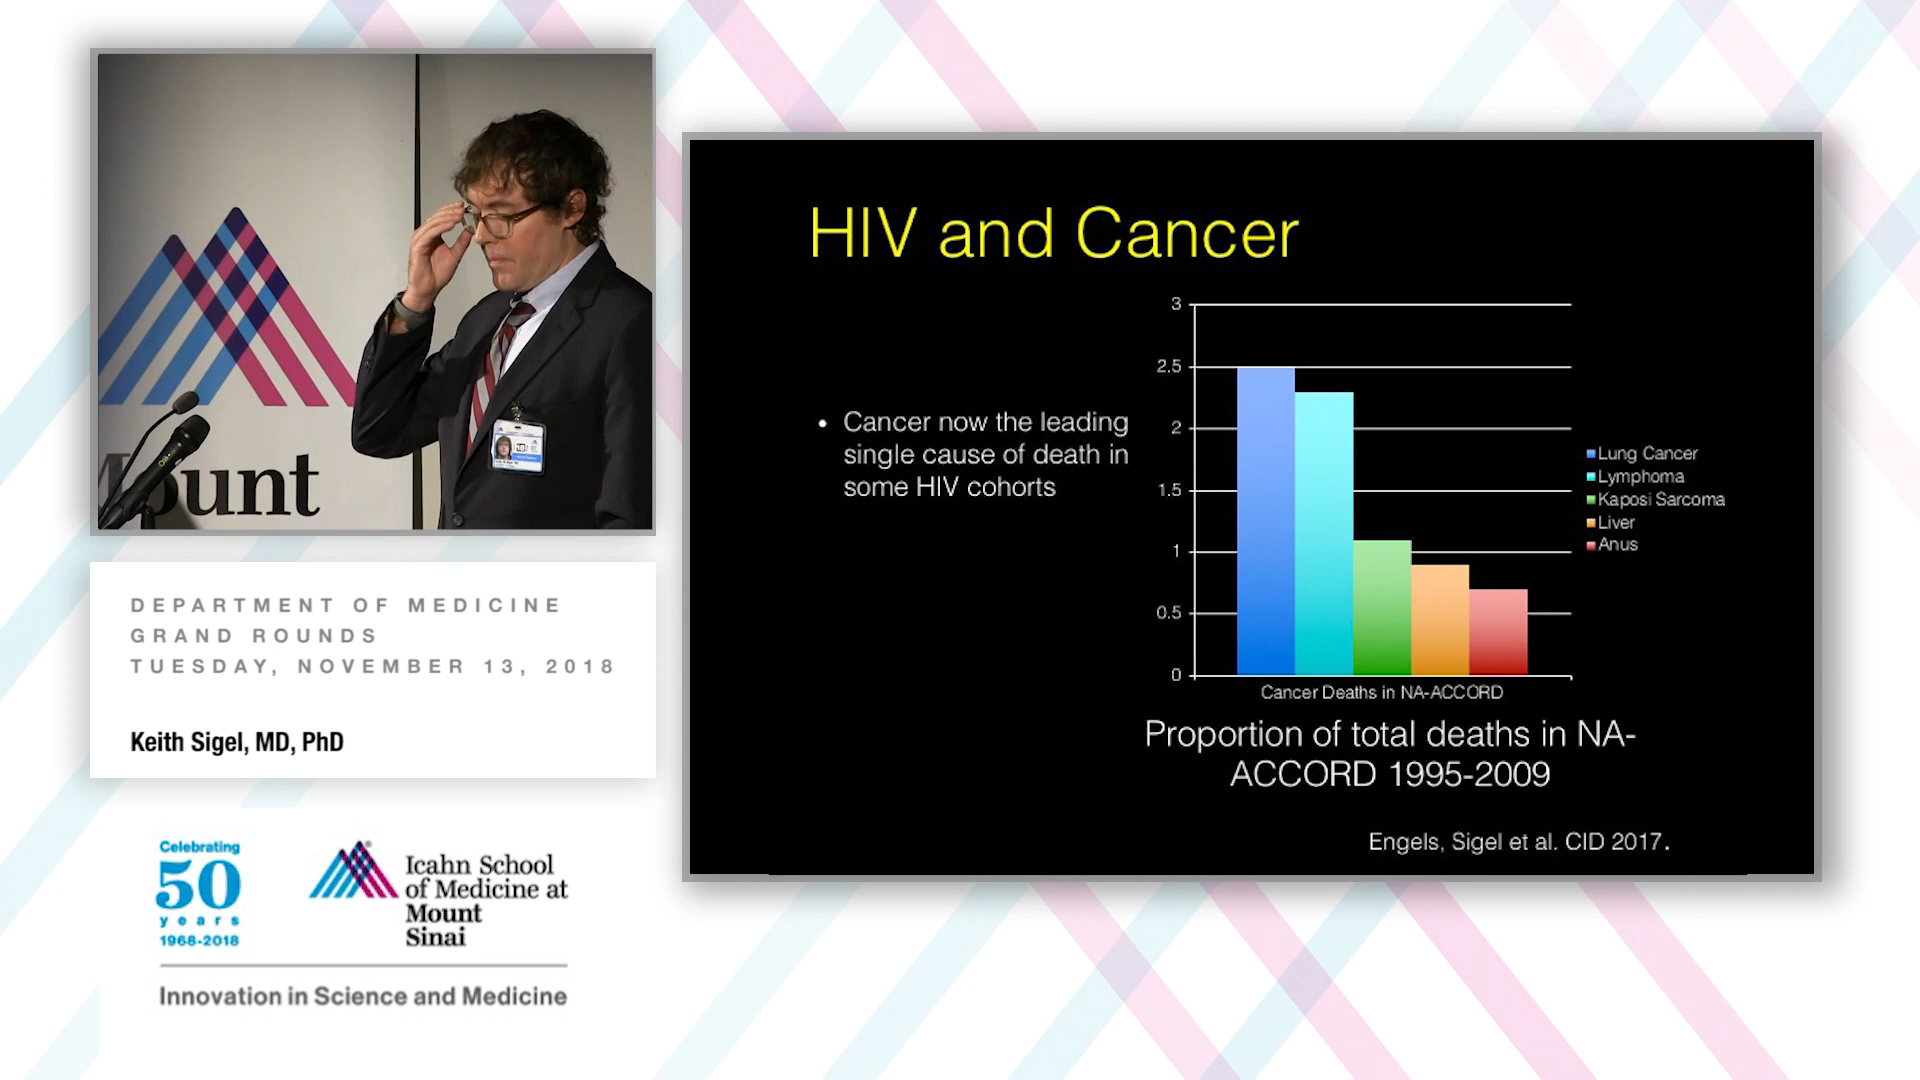 ount
DEPARTMENT OF MEDICINE
GRAND ROUNDS
TUESDAY, NOVEMBER 13, 2018
Keith Sigel, MD, PhD
Celebrating
50
years
1968-2018
Icahn School
of Medicine at
Mount
Sinai
Innovation in Science and Medicine
HIV and Cancer
• Cancer now the leading
single cause of death in
some HIV cohorts
3
2.5
2
1.5
1
0.5
0
Cancer Deaths in NA-ACCORD
Lung Cancer
Lymphoma
Kaposi Sarcoma
Liver
Anus
Proportion of total deaths in NA-
ACCORD 1995-2009
Engels, Sigel et al. CID 2017.